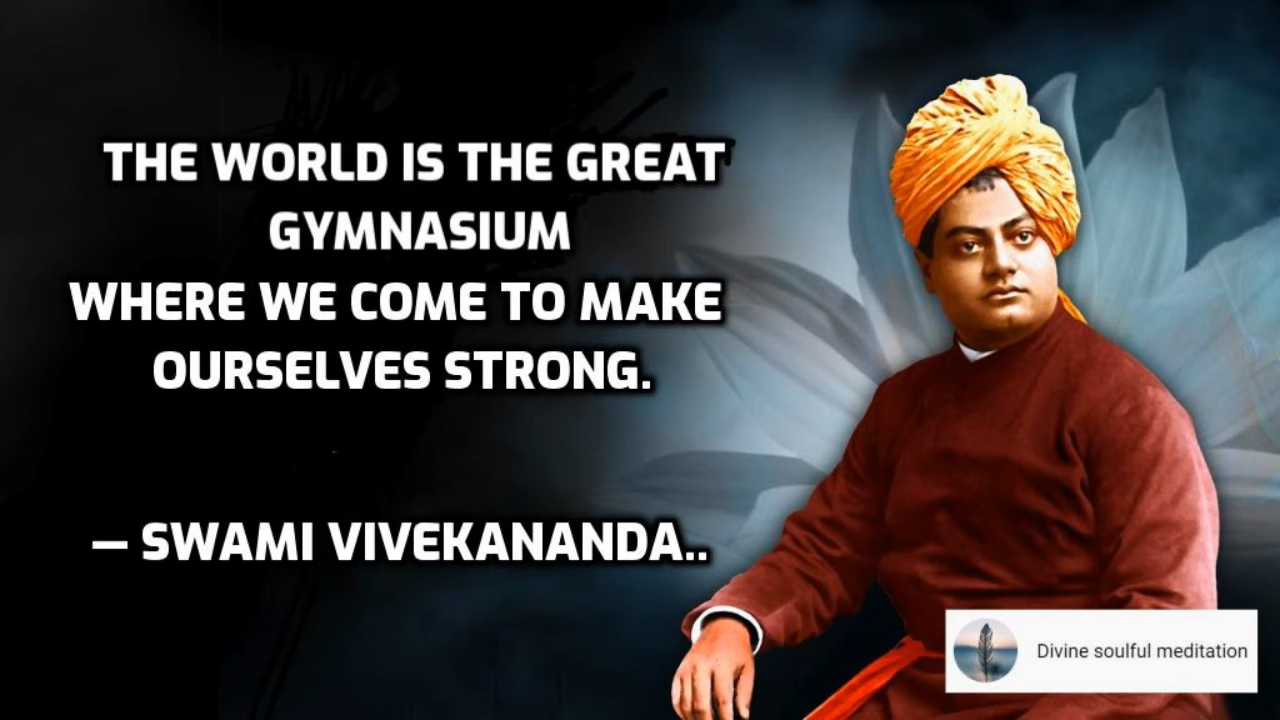 THE WORLD IS THE GREAT
GYMNASIUM
WHERE WE COME TO MAKE
OURSELVES STRONG.
— SWAMI VIVEKANANDA..
Divine soulful meditation